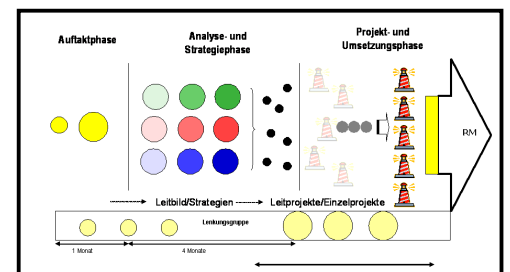 Auftaktphase
Analyse- und
Strategiephase
Projekt- und
Umsetzungsphase
RM
Leitbild/Strategien
Leitprojekte/Einzelprojekte
Lenkungsgruppe
1 Monat
4 Monate